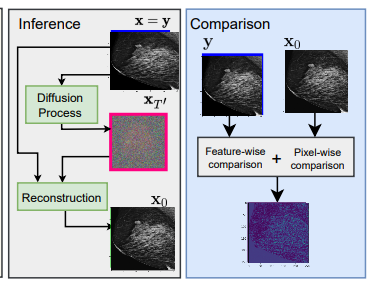 Inference
x = y
Diffusion
Process
x_{T′}
Reconstruction
x_0
Comparison
y
x_0
Feature-wise
comparison
+
Pixel-wise
comparison